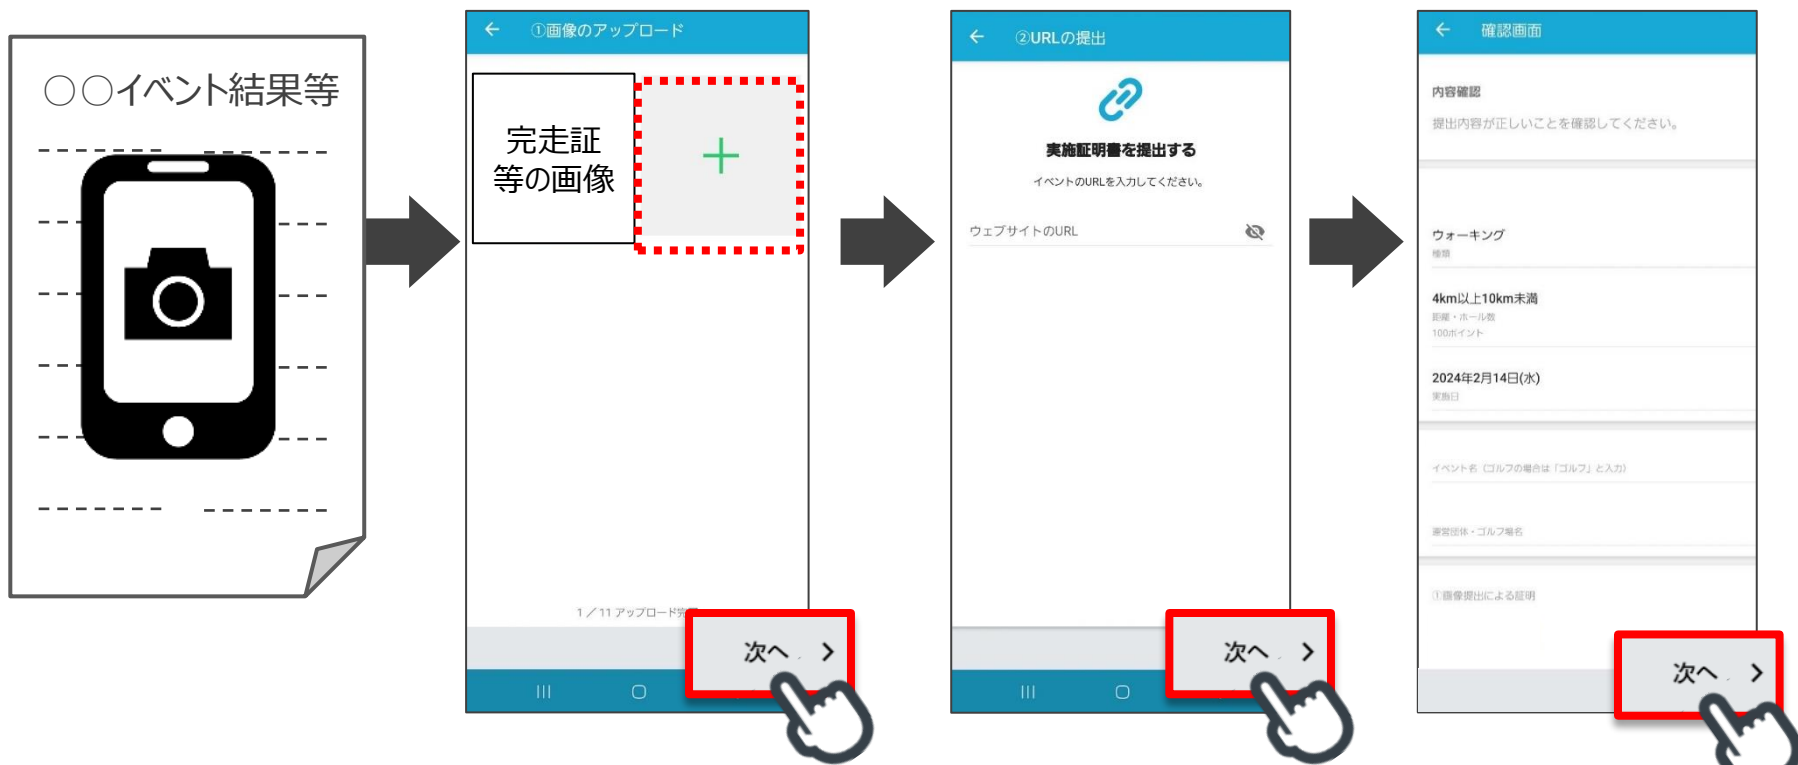 ○○イベント結果等
①画像のアップロード
完走証
等の画像
1／11 アップロード完
次へ
②URLの提出
実施証明書を提出する
イベントのURLを入力してください。
ウェブサイトのURL
次へ
確認画面
内容確認
提出内容が正しいことを確認してください。
ウォーキング
種類
4km以上10km未満
距離・ホール数
100ポイント
2024年2月14日(水)
実施日
イベント名（ゴルフの場合は「ゴルフ」と入力）
運営団体・ゴルフ場名
①画像提出による証明
次へ